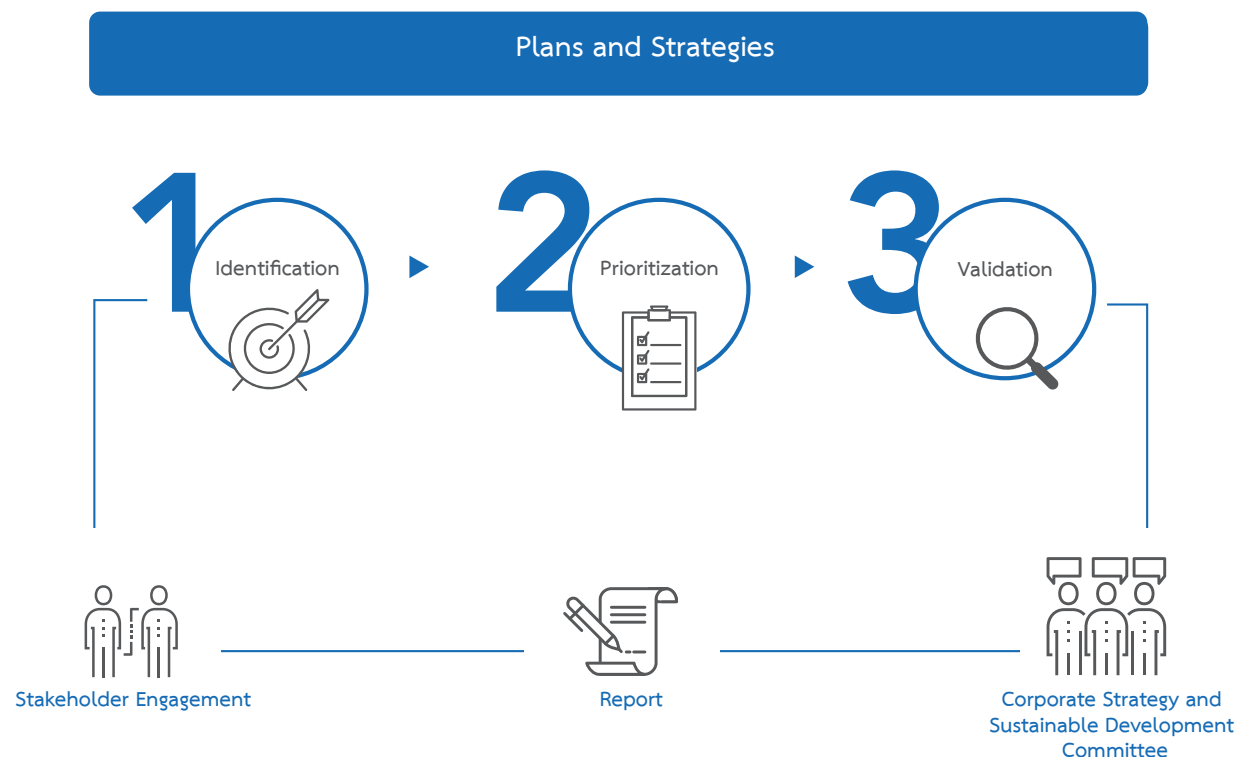 Plans and Strategies
1
Identification
2
Prioritization
3
Validation
Stakeholder Engagement
Report
Corporate Strategy and
Sustainable Development
Committee